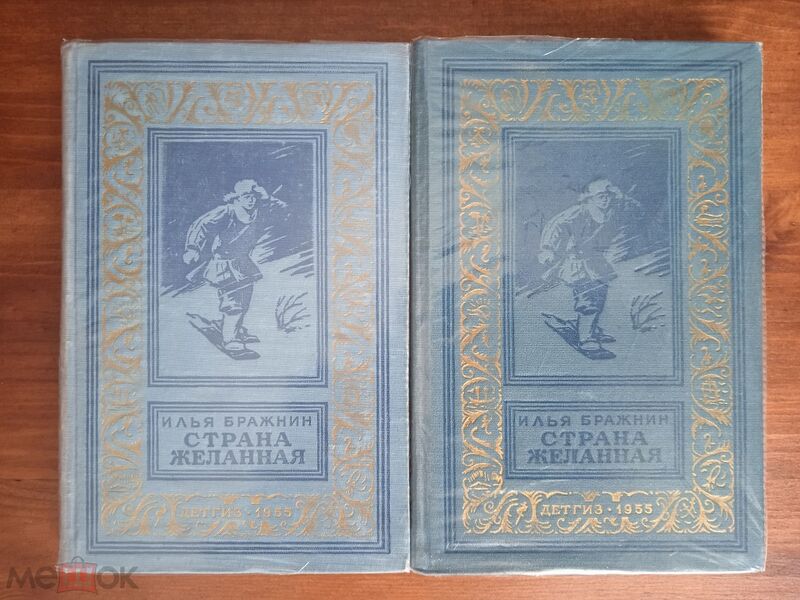 ИЛЬЯ БРАЖНИН
СТРАНА
ЖЕЛАННАЯ
ДЕТГИЗ · 1955
ИЛЬЯ БРАЖНИН
СТРАНА
ЖЕЛАННАЯ
ДЕТГИЗ · 1955
мешок